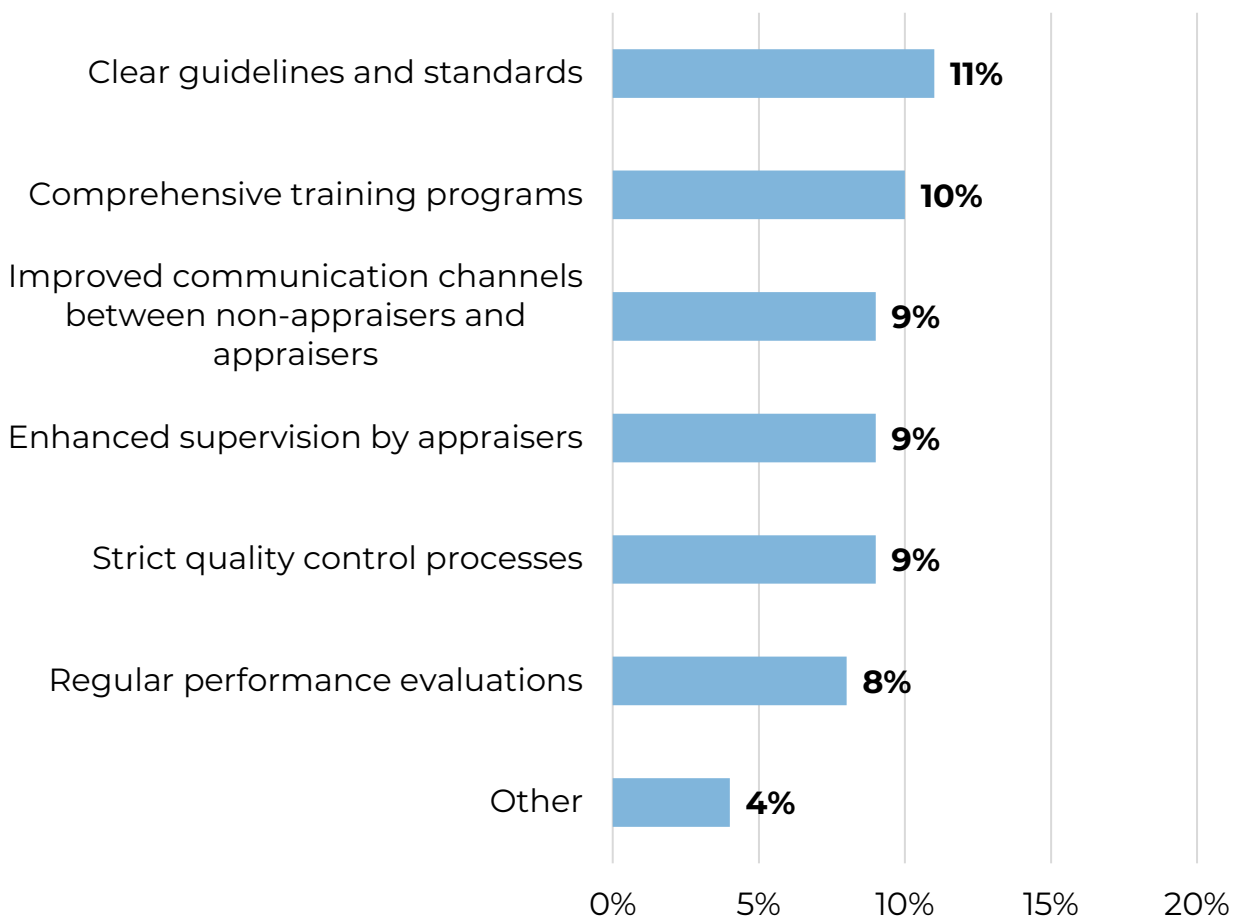 Clear guidelines and standards 11%
Comprehensive training programs 10%
Improved communication channels
between non-appraisers and
appraisers
9%
Enhanced supervision by appraisers 9%
Strict quality control processes 9%
Regular performance evaluations 8%
Other 4%
0% 5% 10% 15% 20%